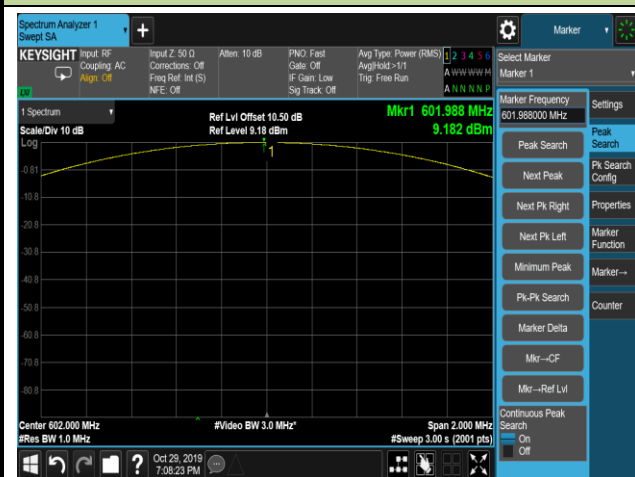 Spectrum Analyzer 1
Swept SA
+
Marker
KEYSIGHT
Input: RF
Coupling: AC
Align: Off
Input Z: 50 Ω
Corrections: Off
Freq Ref: Int (S)
NFE: Off
Atten: 10 dB
PNO: Fast
Gate: Off
IF Gain: Low
Sig Track: Off
Avg Type: Power (RMS)
Avg|Hold:>1/1
Trig: Free Run
1 2 3 4 5 6
A W W W W M
A N N N N P
Select Marker
Marker 1
1 Spectrum
Scale/Div 10 dB
Log
Ref Lvl Offset 10.50 dB
Ref Level 9.18 dBm
Mkr1 601.988 MHz
9.182 dBm
1
-0.81
-10.8
-20.8
-30.8
-40.8
-50.8
-60.8
-70.8
-80.8
Center 602.000 MHz
#Res BW 1.0 MHz
#Video BW 3.0 MHz*
Span 2.000 MHz
#Sweep 3.00 s (2001 pts)
Marker Frequency
601.988000 MHz
Peak Search
Next Peak
Next Pk Right
Next Pk Left
Minimum Peak
Pk-Pk Search
Marker Delta
Mkr→CF
Mkr→Ref Lvl
Continuous Peak
Search
On
Off
Settings
Peak
Search
Pk Search
Config
Properties
Marker
Function
Marker→
Counter
?
Oct 29, 2019
7:08:23 PM